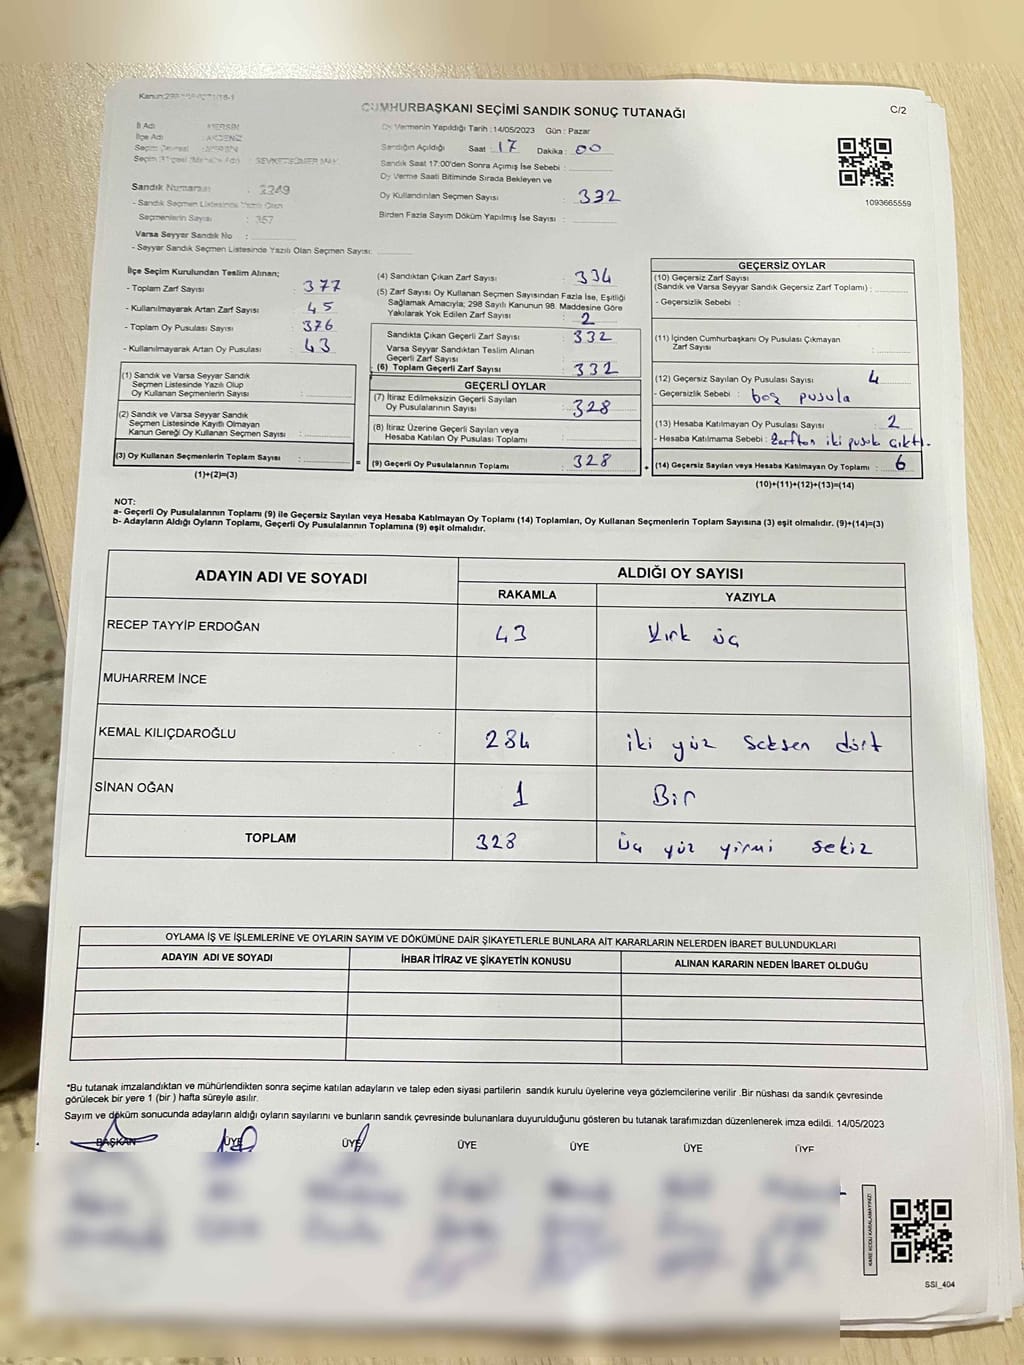 CUMHURBAŞKANI SEÇİMİ SANDIK SONUÇ TUTANAĞI
C/2
İl Adı : MERSİN
İlçe Adı : AKDENİZ
Seçim Çevresi : MERSİN
Sandık Numarası : 2249
- Sandık Seçmen Listesinde Yazılı Olan
Seçmenlerin Sayısı : 357
Varsa Seyyar Sandık No :
- Seyyar Sandık Seçmen Listesinde Yazılı Olan Seçmen Sayısı:
Oy Vermenin Yapıldığı Tarih :14/05/2023 Gün : Pazar
Sandığın Açıldığı Saat : 17 Dakika : 00
Sandık Saat 17:00'den Sonra Açımış İse Sebebi :
Oy Verme Saati Bitiminde Sırada Bekleyen ve
Oy Kullandırılan Seçmen Sayısı : 332
Birden Fazla Sayım Döküm Yapılmış İse Sayısı :
1093665559
İlçe Seçim Kurulundan Teslim Alınan;
- Toplam Zarf Sayısı : 377
- Kullanılmayarak Artan Zarf Sayısı : 45
- Toplam Oy Pusulası Sayısı : 376
- Kullanılmayarak Artan Oy Pusulası : 43
(1) Sandık ve Varsa Seyyar Sandık
Seçmen Listesinde Yazılı Olup
Oy Kullanan Seçmenlerin Sayısı :
(2) Sandık ve Varsa Seyyar Sandık
Seçmen Listesinde Kayıtlı Olmayan
Kanun Gereği Oy Kullanan Seçmen Sayısı :
(3) Oy Kullanan Seçmenlerin Toplam Sayısı :
(1)+(2)=(3)
(4) Sandıktan Çıkan Zarf Sayısı : 334
(5) Zarf Sayısı Oy Kullanan Seçmen Sayısından Fazla İse, Eşitliği
Sağlamak Amacıyla; 298 Sayılı Kanunun 98. Maddesine Göre
Yakılarak Yok Edilen Zarf Sayısı : 2
Sandıkta Çıkan Geçerli Zarf Sayısı : 332
Varsa Seyyar Sandıktan Teslim Alınan
Geçerli Zarf Sayısı :
(6) Toplam Geçerli Zarf Sayısı : 332
GEÇERLİ OYLAR
(7) İtiraz Edilmeksizin Geçerli Sayılan
Oy Pusulalarının Sayısı : 328
(8) İtiraz Üzerine Geçerli Sayılan veya
Hesaba Katılan Oy Pusulası Toplamı :
= (9) Geçerli Oy Pusulalarının Toplamı : 328
GEÇERSİZ OYLAR
(10) Geçersiz Zarf Sayısı
(Sandık ve Varsa Seyyar Sandık Geçersiz Zarf Toplamı) :
- Geçersizlik Sebebi :
(11) İçinden Cumhurbaşkanı Oy Pusulası Çıkmayan
Zarf Sayısı :
(12) Geçersiz Sayılan Oy Pusulası Sayısı : 4
- Geçersizlik Sebebi : boş pusula
(13) Hesaba Katılmayan Oy Pusulası Sayısı : 2
- Hesaba Katılmama Sebebi : Zarftan iki pusula çıktı.
+ (14) Geçersiz Sayılan veya Hesaba Katılmayan Oy Toplamı : 6
(10)+(11)+(12)+(13)=(14)
NOT:
a- Geçerli Oy Pusulalarının Toplamı (9) ile Geçersiz Sayılan veya Hesaba Katılmayan Oy Toplamı (14) Toplamları, Oy Kullanan Seçmenlerin Toplam Sayısına (3) eşit olmalıdır. (9)+(14)=(3)
b- Adayların Aldığı Oyların Toplamı, Geçerli Oy Pusulalarının Toplamına (9) eşit olmalıdır.
ADAYIN ADI VE SOYADI ALDIĞI OY SAYISI
RAKAMLA YAZIYLA
RECEP TAYYİP ERDOĞAN 43 Kırk üç
MUHARREM İNCE
KEMAL KILIÇDAROĞLU 284 iki yüz seksen dört
SİNAN OĞAN 1 Bir
TOPLAM 328 üç yüz yirmi sekiz
OYLAMA İŞ VE İŞLEMLERİNE VE OYLARIN SAYIM VE DÖKÜMÜNE DAİR ŞİKAYETLERLE BUNLARA AİT KARARLARIN NELERDEN İBARET BULUNDUKLARI
ADAYIN ADI VE SOYADI İHBAR İTİRAZ VE ŞİKAYETİN KONUSU ALINAN KARARIN NEDEN İBARET OLDUĞU
*Bu tutanak imzalandıktan ve mühürlendikten sonra seçime katılan adayların ve talep eden siyasi partilerin sandık kurulu üyelerine veya gözlemcilerine verilir .Bir nüshası da sandık çevresinde
görülecek bir yere 1 (bir ) hafta süreyle asılır.
Sayım ve döküm sonucunda adayların aldığı oyların sayılarını ve bunların sandık çevresinde bulunanlara duyurulduğunu gösteren bu tutanak tarafımızdan düzenlenerek imza edildi. 14/05/2023
BAŞKAN ÜYE ÜYE ÜYE ÜYE ÜYE ÜYE
KARE KODU KARALAMAYINIZ!
SSI_404